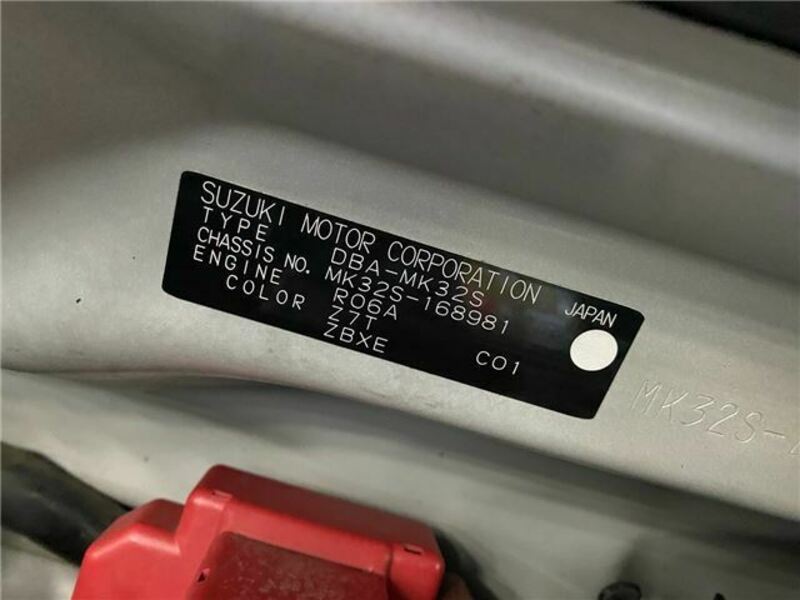 SUZUKI MOTOR CORPORATION JAPAN
TYPE DBA-MK32S
CHASSIS NO. MK32S-168981
ENGINE R06A
COLOR Z7T
ZBXE C01
MK32S-